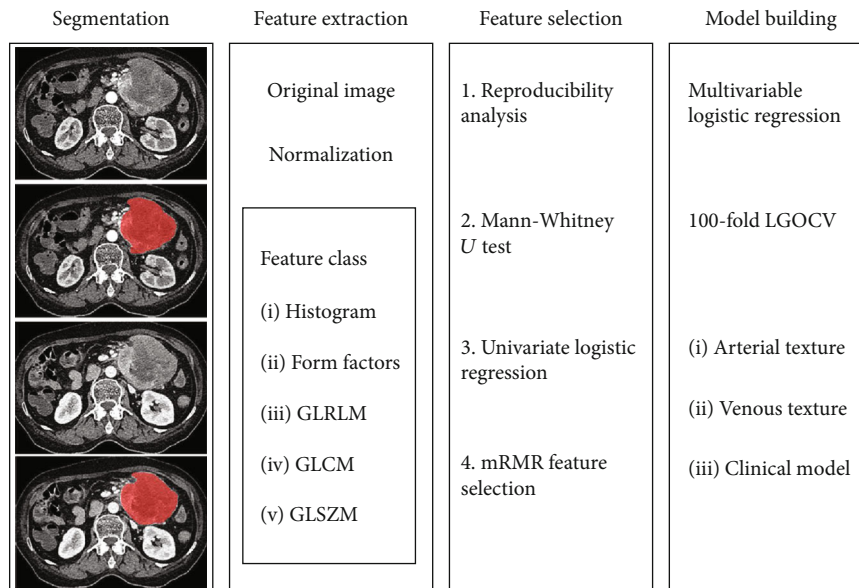 Segmentation
Feature extraction
Original image
Normalization
Feature class
(i) Histogram
(ii) Form factors
(iii) GLRLM
(iv) GLCM
(v) GLSZM
Feature selection
1. Reproducibility
analysis
2. Mann-Whitney
U test
3. Univariate logistic
regression
4. mRMR feature
selection
Model building
Multivariable
logistic regression
100-fold LGOCV
(i) Arterial texture
(ii) Venous texture
(iii) Clinical model